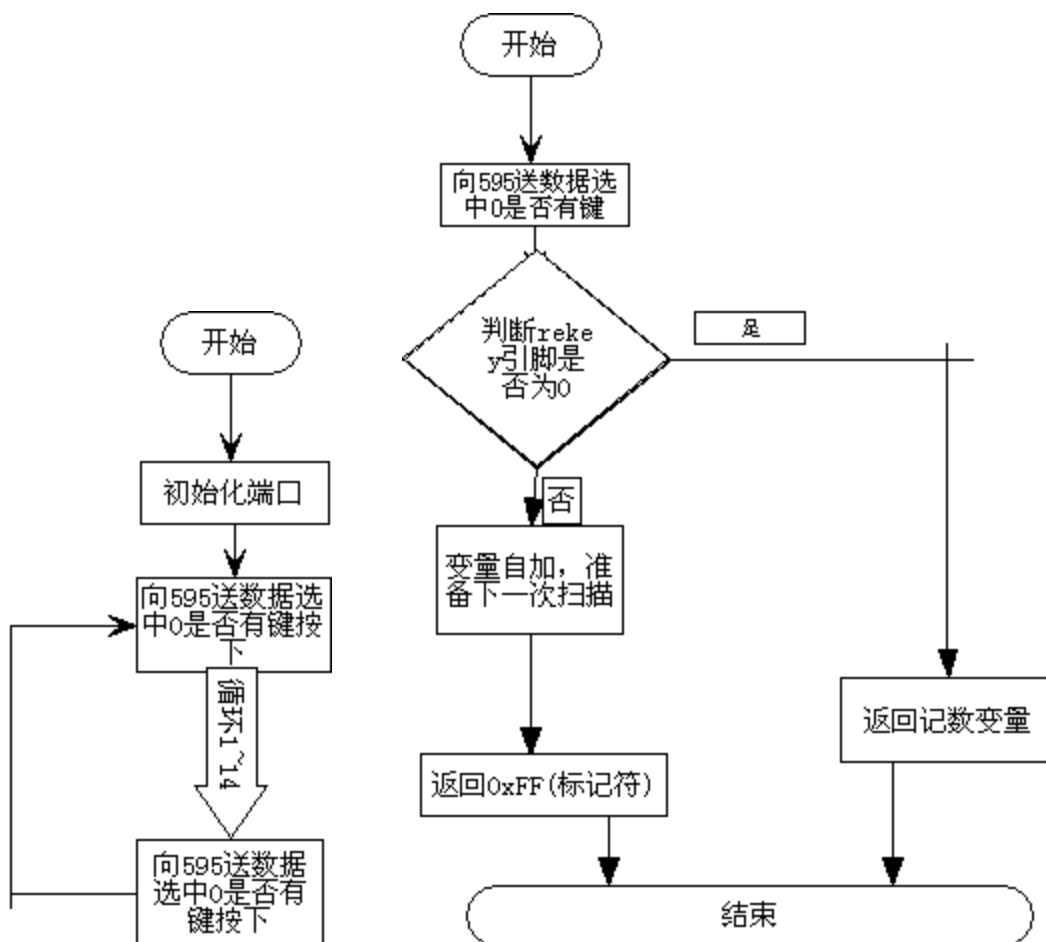 开始
初始化端口
向595送数据选
中0是否有键按
下
循环1~14
向595送数据
选中0是否有
键按下
开始
向595送数据选
中0是否有键
判断reke
y引脚是
否为0
是
否
变量自加，准
备下一次扫描
返回0xFF(标记符)
返回记数变量
结束